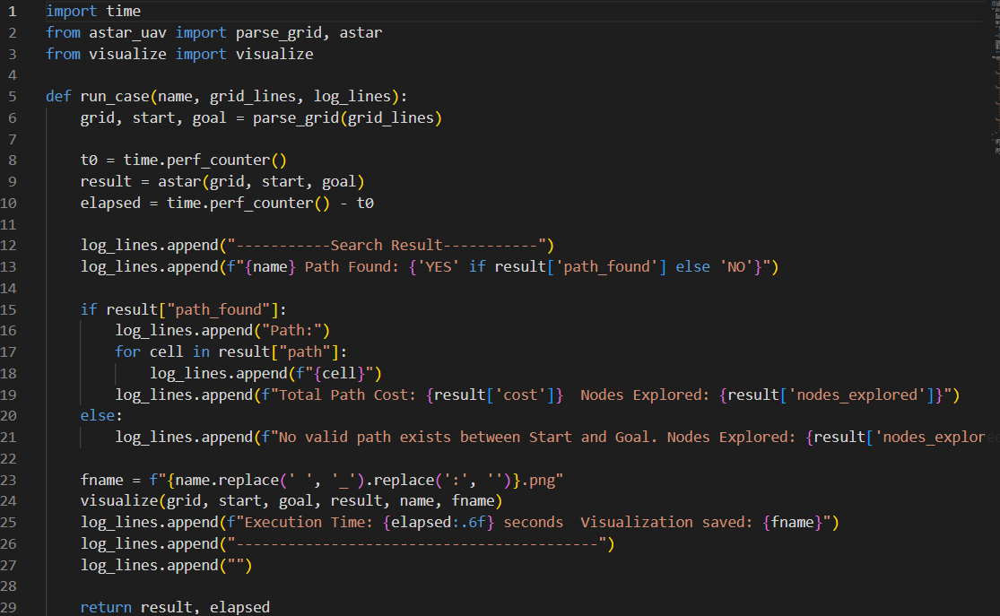 1 import time
2 from astar_uav import parse_grid, astar
3 from visualize import visualize
4
5 def run_case(name, grid_lines, log_lines):
6     grid, start, goal = parse_grid(grid_lines)
7
8     t0 = time.perf_counter()
9     result = astar(grid, start, goal)
10     elapsed = time.perf_counter() - t0
11
12     log_lines.append("-----------Search Result-----------")
13     log_lines.append(f"{name} Path Found: {'YES' if result['path_found'] else 'NO'}")
14
15     if result["path_found"]:
16         log_lines.append("Path:")
17         for cell in result["path"]:
18             log_lines.append(f"{cell}")
19         log_lines.append(f"Total Path Cost: {result['cost']}  Nodes Explored: {result['nodes_explored']}")
20     else:
21         log_lines.append(f"No valid path exists between Start and Goal. Nodes Explored: {result['nodes_explore
22
23     fname = f"{name.replace(' ', '_').replace(':', '')}.png"
24     visualize(grid, start, goal, result, name, fname)
25     log_lines.append(f"Execution Time: {elapsed:.6f} seconds  Visualization saved: {fname}")
26     log_lines.append("------------------------------------------")
27     log_lines.append("")
28
29     return result, elapsed